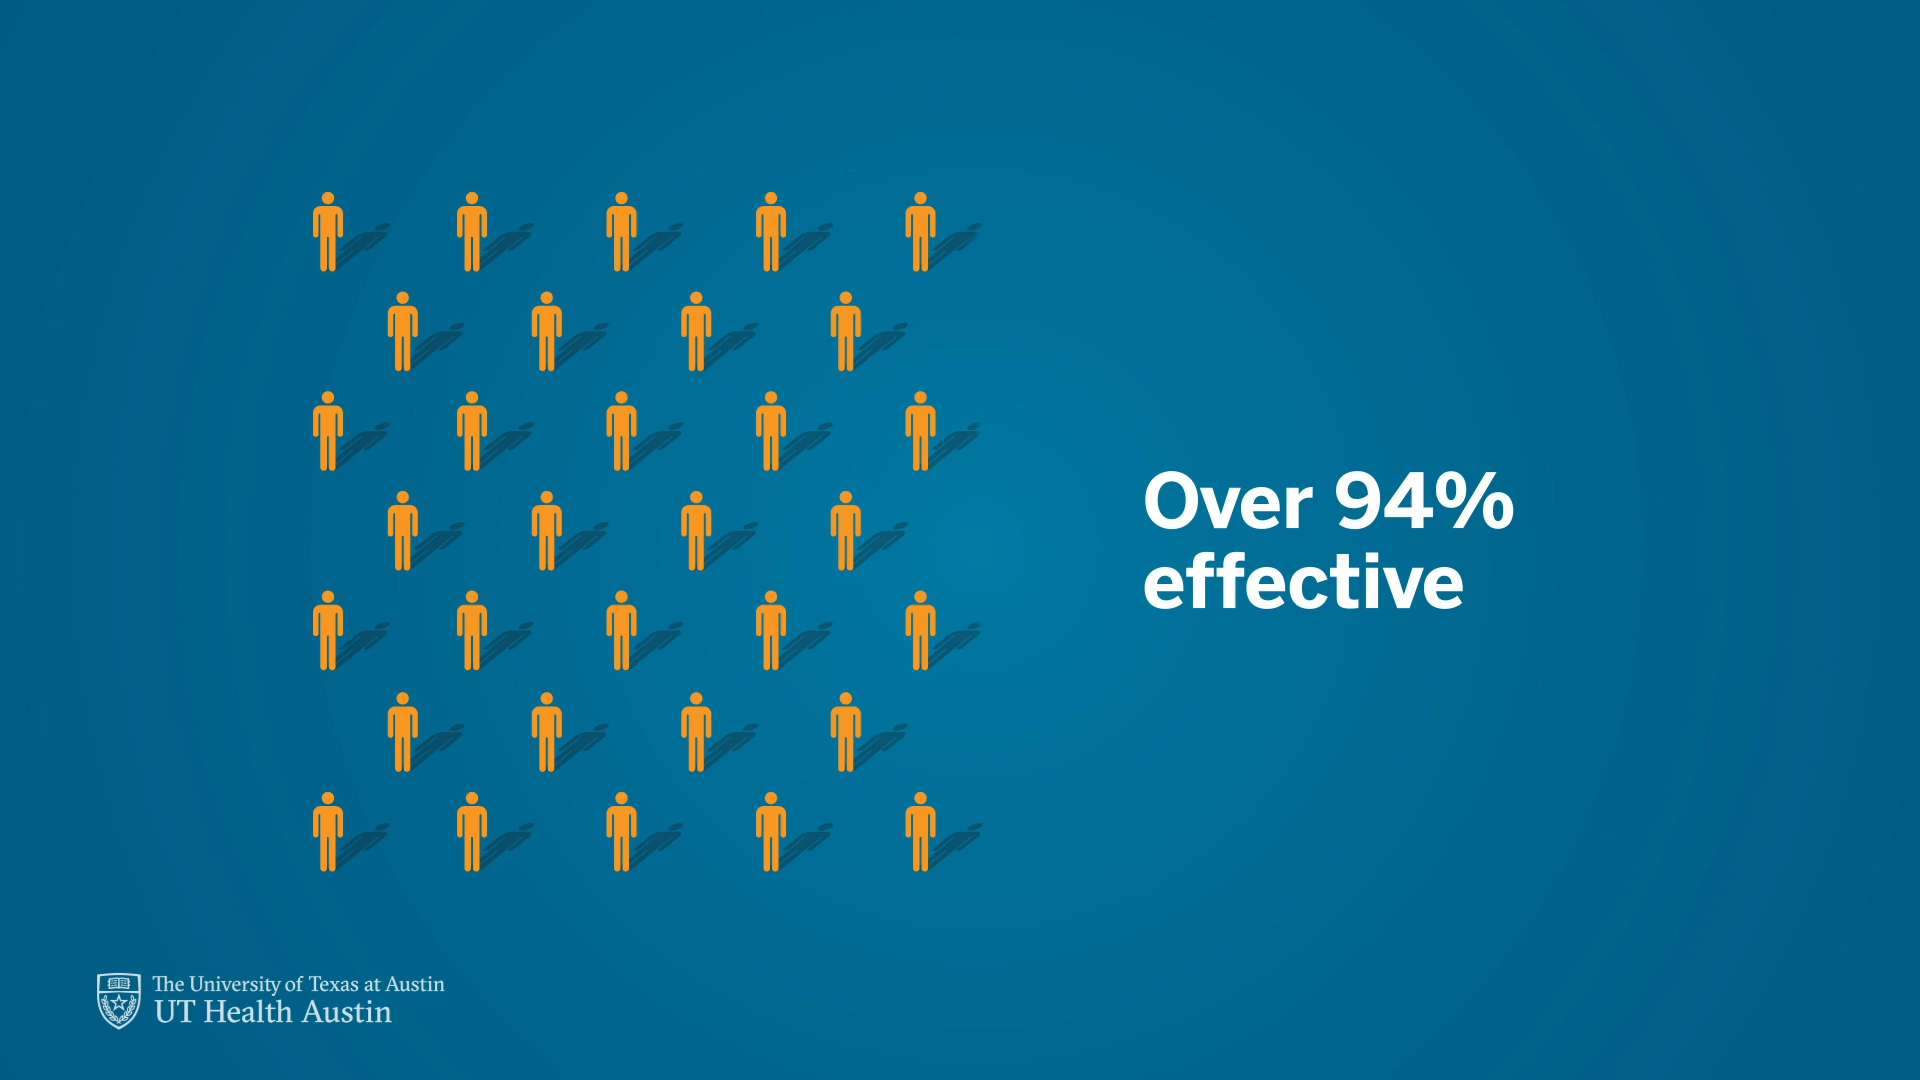 Over 94%
effective
The University of Texas at Austin
UT Health Austin